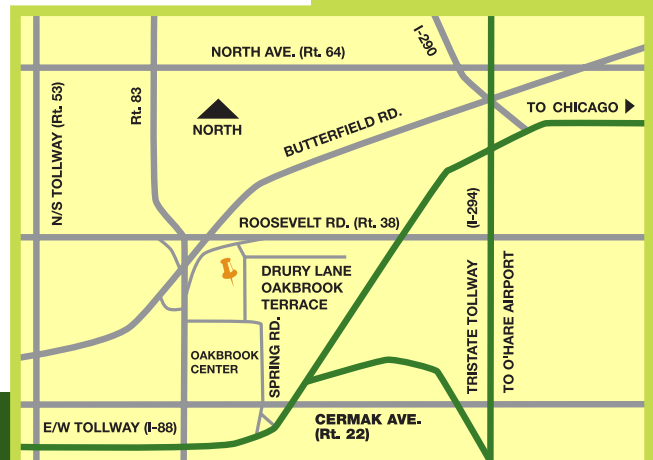 NORTH AVE. (Rt. 64)
I-290
N/S TOLLWAY (Rt. 53)
Rt. 83
NORTH
BUTTERFIELD RD.
TO CHICAGO
ROOSEVELT RD. (Rt. 38)
(I-294)
TRISTATE TOLLWAY
TO O'HARE AIRPORT
DRURY LANE
OAKBROOK
TERRACE
SPRING RD.
OAKBROOK
CENTER
CERMAK AVE.
(Rt. 22)
E/W TOLLWAY (I-88)